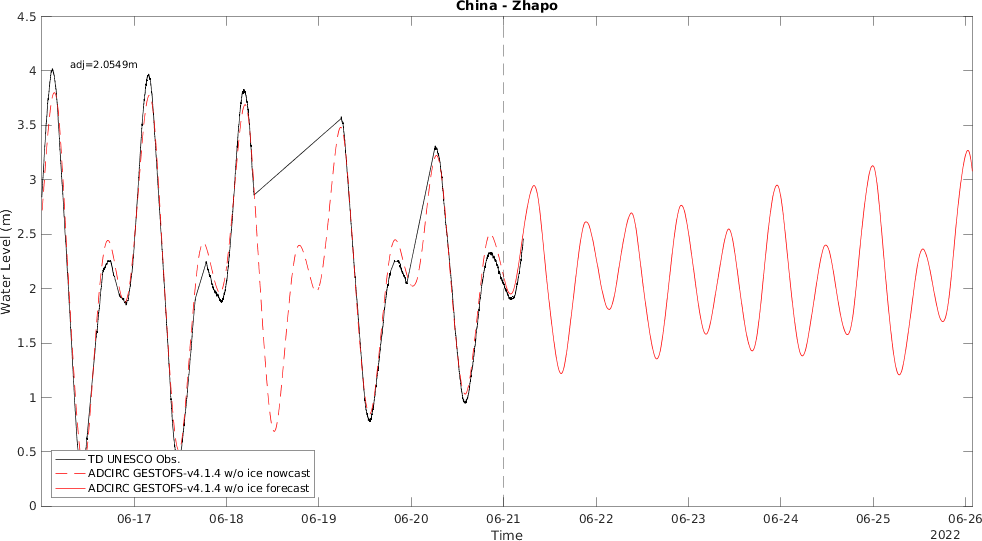 China - Zhapo
4.5
4
3.5
3
2.5
2
1.5
1
0.5
0
Water Level (m)
adj=2.0549m
TD UNESCO Obs.
ADCIRC GESTOFS-v4.1.4 w/o ice nowcast
ADCIRC GESTOFS-v4.1.4 w/o ice forecast
06-17 06-18 06-19 06-20 06-21 06-22 06-23 06-24 06-25 06-26
Time
2022